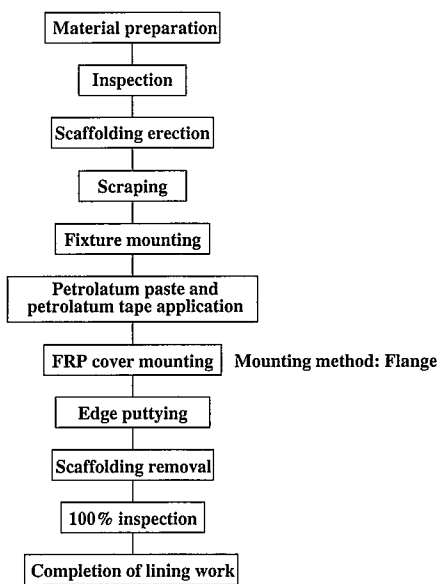 Material preparation
Inspection
Scaffolding erection
Scraping
Fixture mounting
Petrolatum paste and
petrolatum tape application
FRP cover mounting Mounting method: Flange
Edge puttying
Scaffolding removal
100% inspection
Completion of lining work